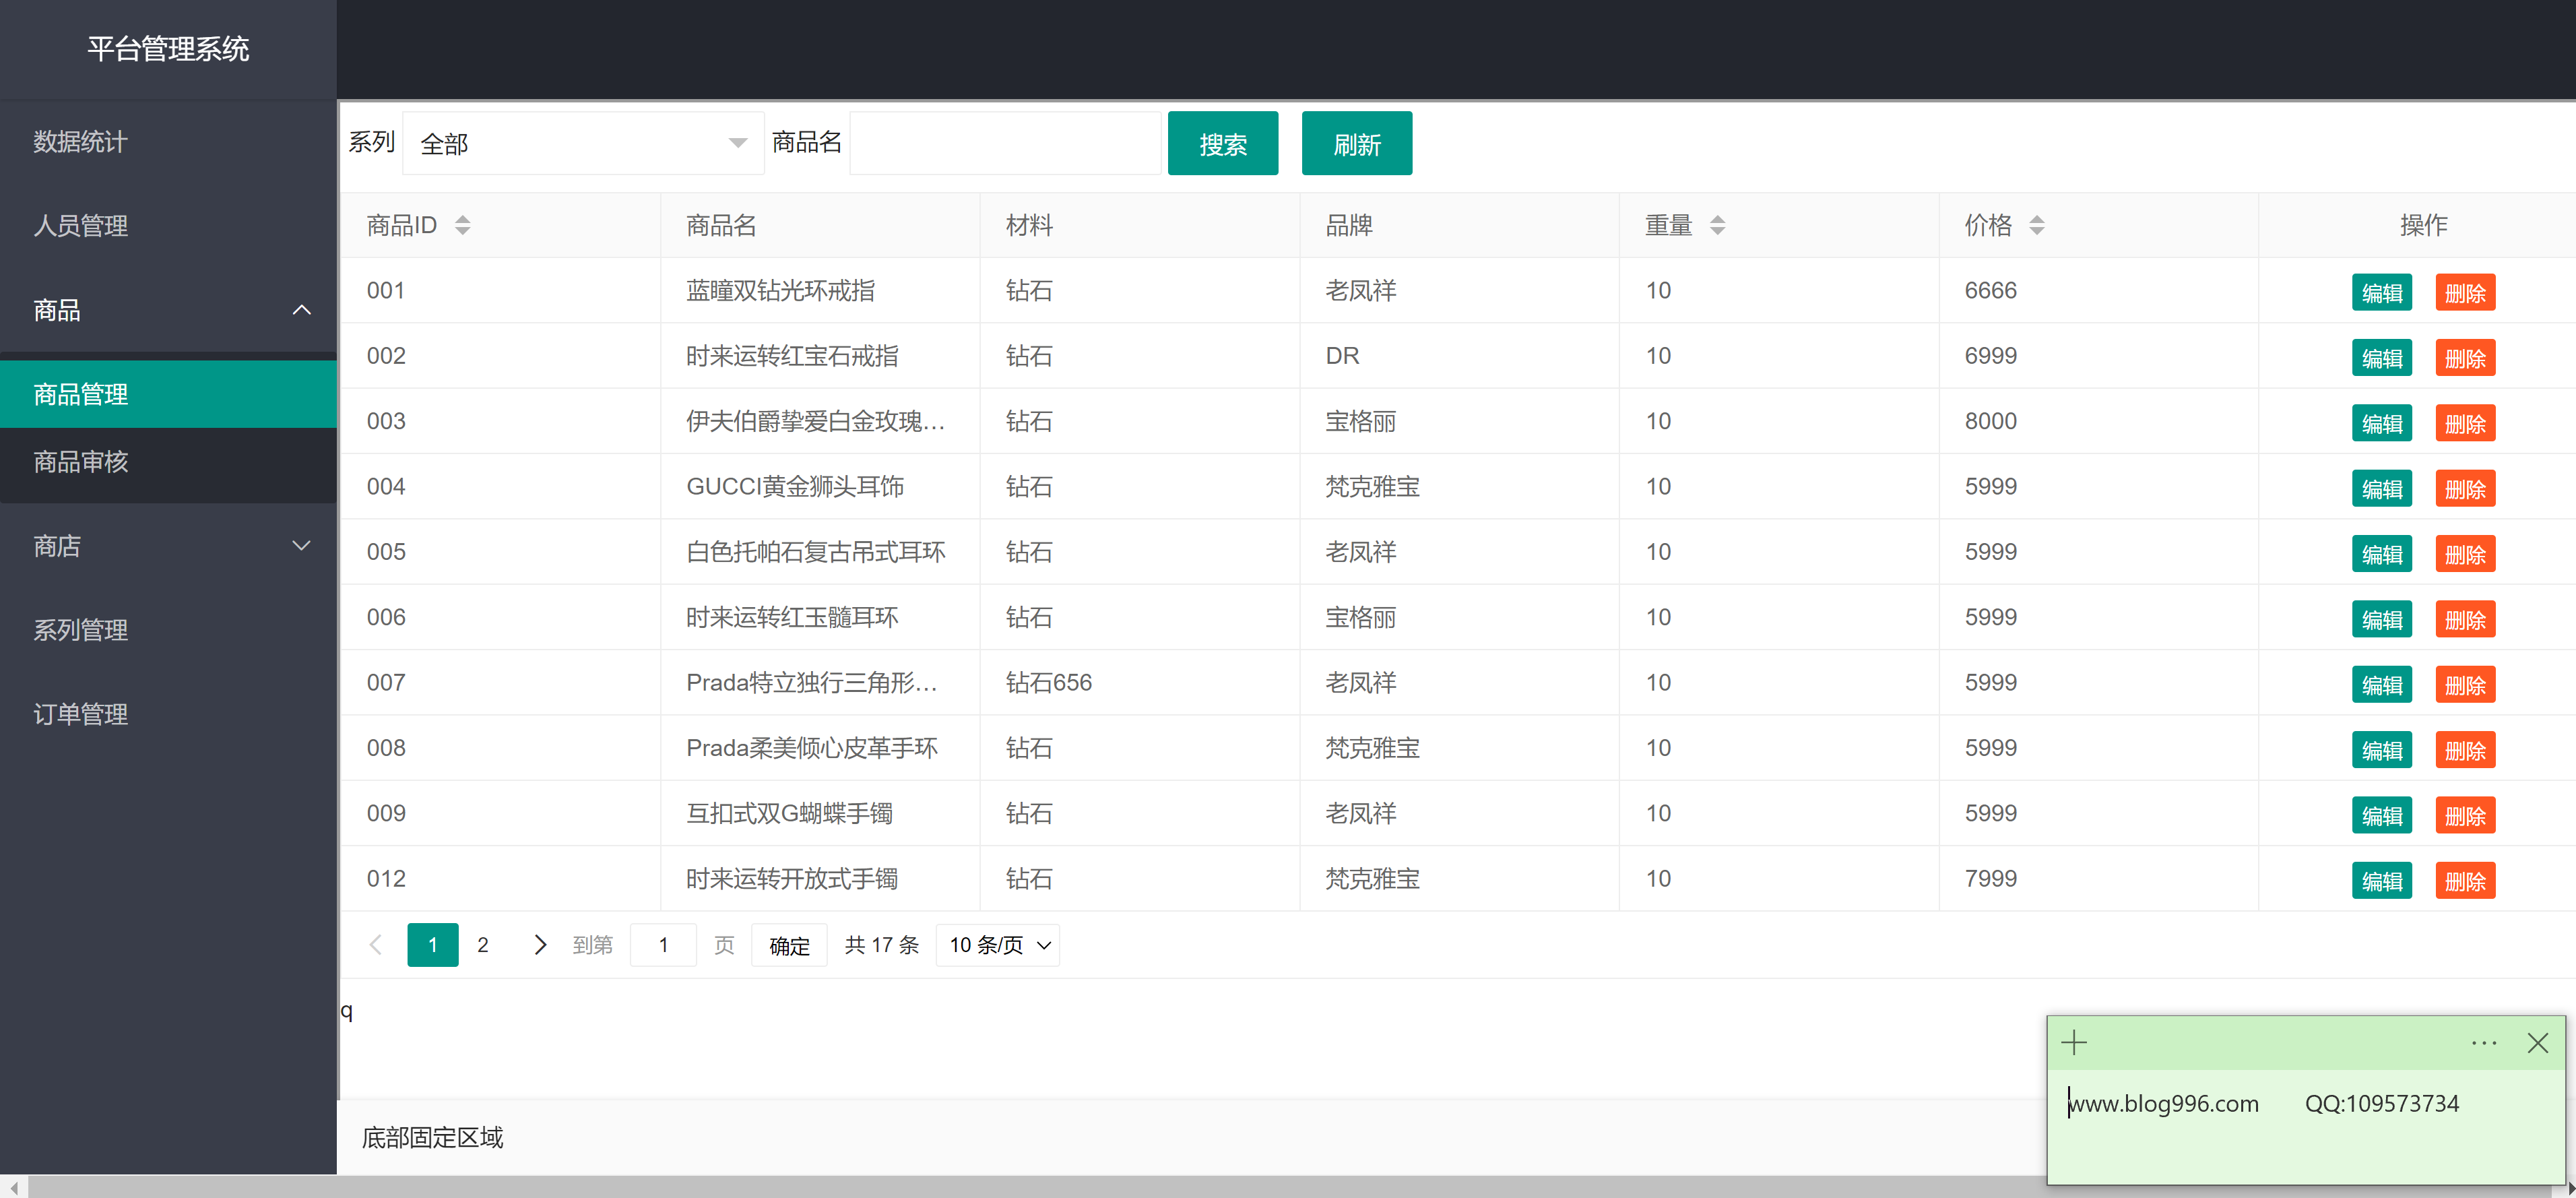 平台管理系统
数据统计
人员管理
商品
商品管理
商品审核
商店
系列管理
订单管理
系列 全部 商品名 搜索 刷新
商品ID 商品名 材料 品牌 重量 价格 操作
001 蓝瞳双钻光环戒指 钻石 老凤祥 10 6666 编辑 删除
002 时来运转红宝石戒指 钻石 DR 10 6999 编辑 删除
003 伊夫伯爵挚爱白金玫瑰... 钻石 宝格丽 10 8000 编辑 删除
004 GUCCI黄金狮头耳饰 钻石 梵克雅宝 10 5999 编辑 删除
005 白色托帕石复古吊式耳环 钻石 老凤祥 10 5999 编辑 删除
006 时来运转红玉髓耳环 钻石 宝格丽 10 5999 编辑 删除
007 Prada特立独行三角形... 钻石656 老凤祥 10 5999 编辑 删除
008 Prada柔美倾心皮革手环 钻石 梵克雅宝 10 5999 编辑 删除
009 互扣式双G蝴蝶手镯 钻石 老凤祥 10 5999 编辑 删除
012 时来运转开放式手镯 钻石 梵克雅宝 10 7999 编辑 删除
1 2 到第 1 页 确定 共 17 条 10 条/页
q
www.blog996.com QQ:109573734
底部固定区域